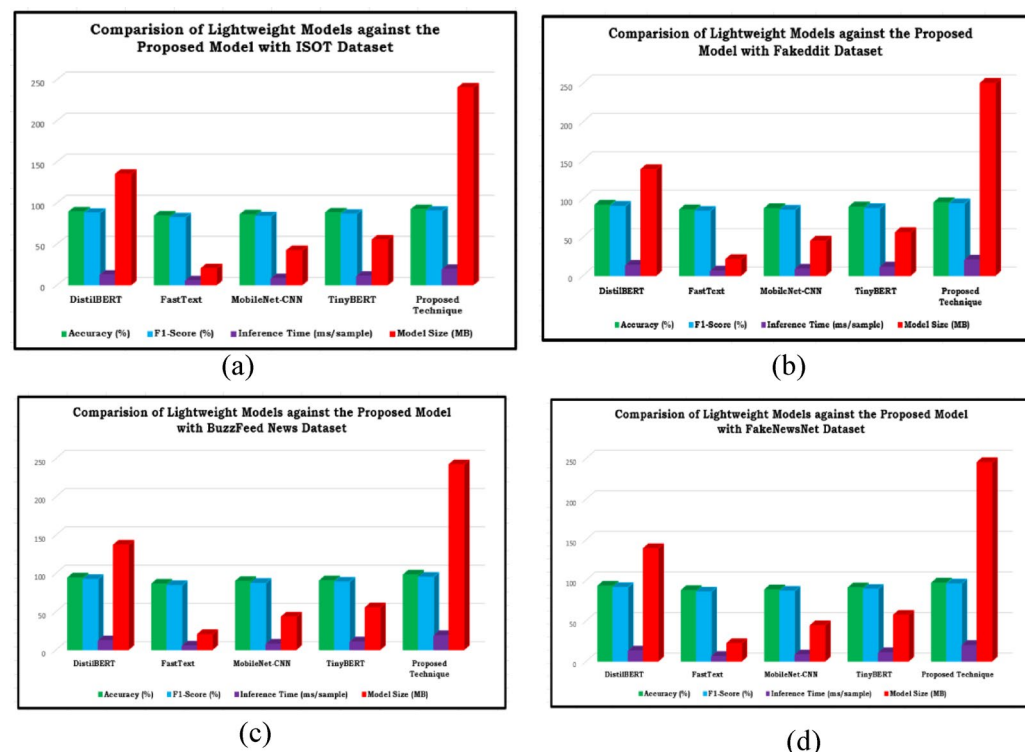 Comparision of Lightweight Models against the
Proposed Model with ISOT Dataset
250
200
150
100
50
0
DistilBERT FastText MobileNet-CNN TinyBERT Proposed
Technique
Accuracy (%) F1-Score (%) Inference Time (ms/sample) Model Size (MB)
(a)
Comparision of Lightweight Models against the Proposed
Model with Fakeddit Dataset
250
200
150
100
50
0
DistilBERT FastText MobileNet-CNN TinyBERT Proposed
Technique
Accuracy (%) F1-Score (%) Inference Time (ms/sample) Model Size (MB)
(b)
Comparision of Lightweight Models against the Proposed Model
with BuzzFeed News Dataset
250
200
150
100
50
0
DistilBERT FastText MobileNet-CNN TinyBERT Proposed
Technique
Accuracy (%) F1-Score (%) Inference Time (ms/sample) Model Size (MB)
(c)
Comparision of Lightweight Models against the Proposed Model
with FakeNewsNet Dataset
250
200
150
100
50
0
DistilBERT FastText MobileNet-CNN TinyBERT Proposed Technique
Accuracy (%) F1-Score (%) Inference Time (ms/sample) Model Size (MB)
(d)